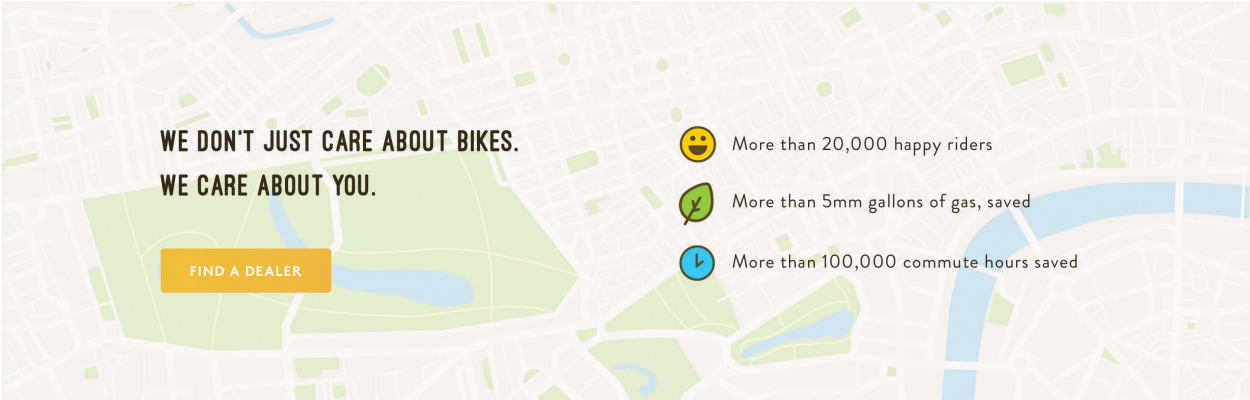 WE DON'T JUST CARE ABOUT BIKES.
WE CARE ABOUT YOU.
FIND A DEALER
More than 20,000 happy riders
More than 5mm gallons of gas, saved
More than 100,000 commute hours saved